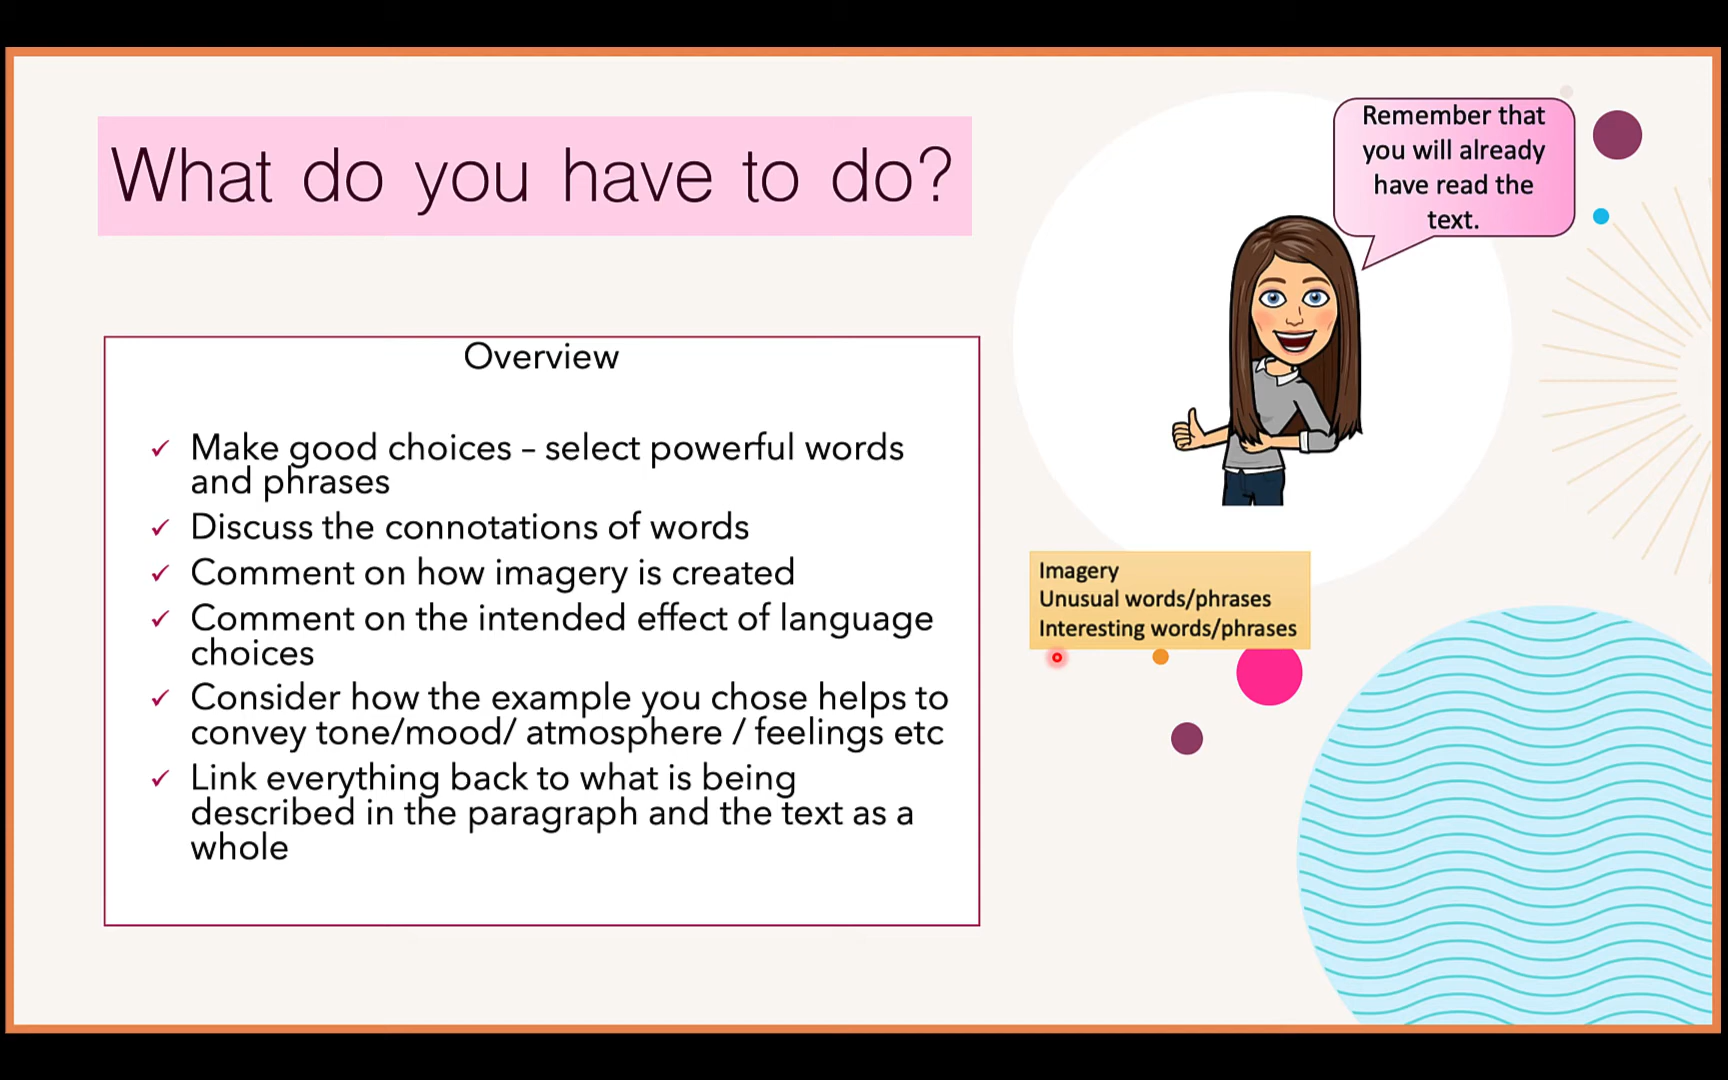 What do you have to do?
Remember that
you will already
have read the
text.
Overview
Make good choices – select powerful words
and phrases
Discuss the connotations of words
Comment on how imagery is created
Comment on the intended effect of language
choices
Consider how the example you chose helps to
convey tone/mood/ atmosphere / feelings etc
Link everything back to what is being
described in the paragraph and the text as a
whole
Imagery
Unusual words/phrases
Interesting words/phrases